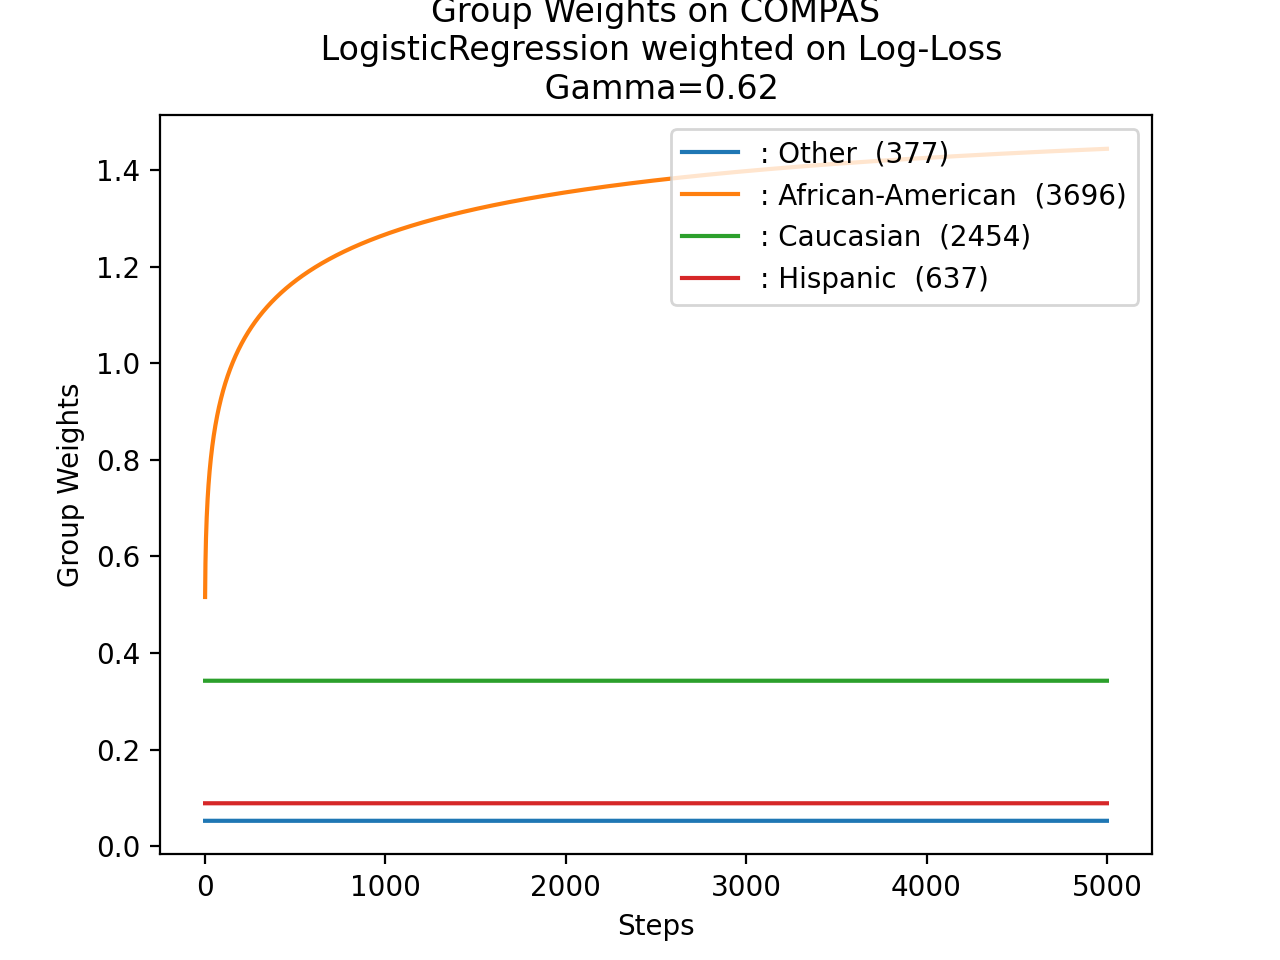 Group Weights on COMPAS
LogisticRegression weighted on Log-Loss
Gamma=0.62
: Other (377)
: African-American (3696)
: Caucasian (2454)
: Hispanic (637)
Group Weights
1.4
1.2
1.0
0.8
0.6
0.4
0.2
0.0
0 1000 2000 3000 4000 5000
Steps